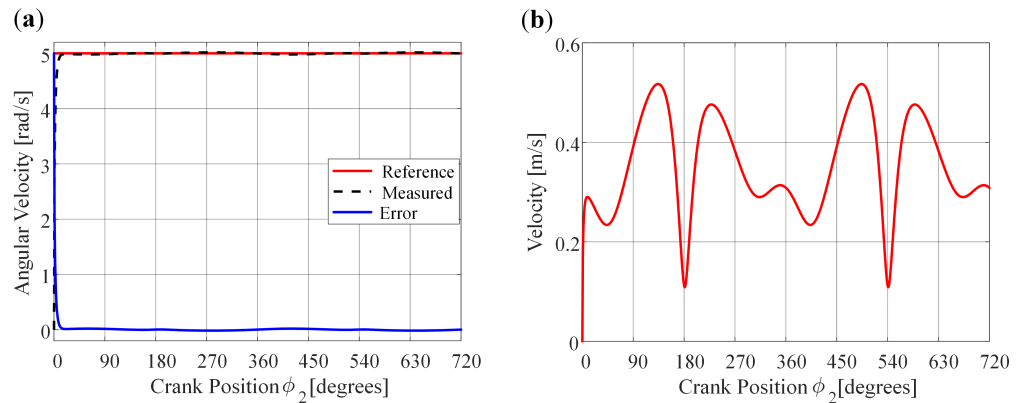 (a)
Angular Velocity [rad/s]
5
4
3
2
1
0
Reference
Measured
Error
0 90 180 270 360 450 540 630 720
Crank Position ϕ₂ [degrees]
(b)
Velocity [m/s]
0.6
0.4
0.2
0
0 90 180 270 360 450 540 630 720
Crank Position ϕ₂ [degrees]